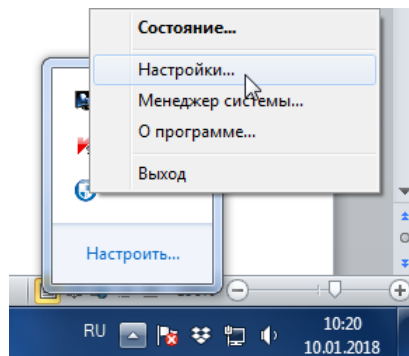 Состояние...
Настройки...
Менеджер системы...
О программе...
Выход
Настроить...
RU
10:20
10.01.2018